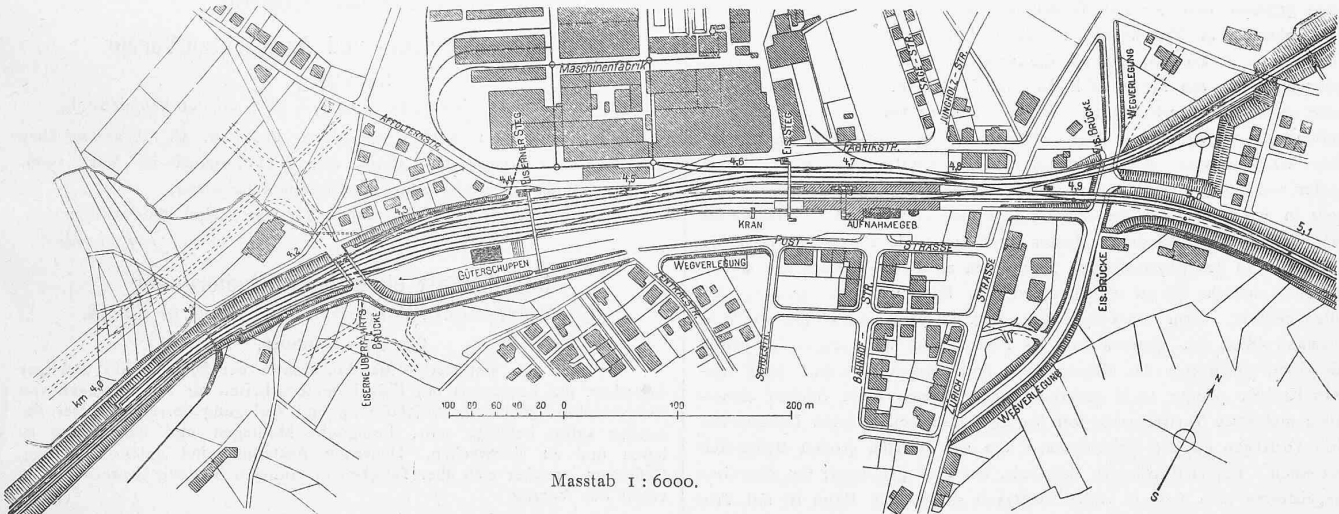 Maschinenfabrik
SÄGE-STR.
JUNGHOLZ-STR.
WEGVERLEGUNG
AFFOLTERNSTR.
EISERNER STEG
EIS.STEG
EIS.BRÜCKE
FABRIKSTR.
4,6
4,7
4,8
4,5
4,4
4,9
4,3
4,2
4,1
km 4,0
5,1
KRAN
AUFNAHMEGEB
POST-
STRASSE
GÜTERSCHUPPEN
WEGVERLEGUNG
SCHULSTR.
BAHNHOF-
STR.
ZÜRICH-
STRASSE
EIS.BRÜCKE
EISERNE ÜBERFAHRTS-
BRÜCKE
WEGVERLEGUNG
100 80 60 40 20 0 100 200 m
N
S
Masstab 1 : 6000.